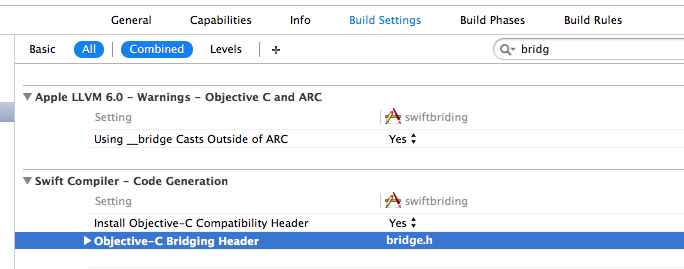 General Capabilities Info Build Settings Build Phases Build Rules
Basic All Combined Levels + bridg
Apple LLVM 6.0 - Warnings - Objective C and ARC
Setting swiftbriding
Using __bridge Casts Outside of ARC Yes
Swift Compiler - Code Generation
Setting swiftbriding
Install Objective-C Compatibility Header Yes
Objective-C Bridging Header bridge.h